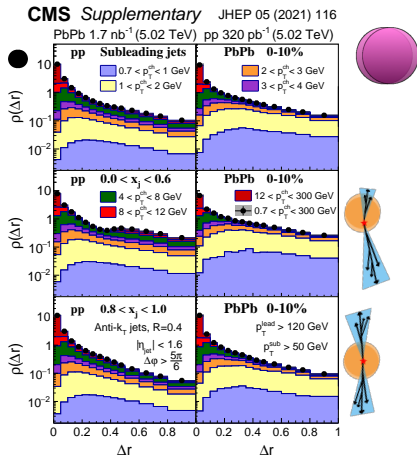 CMS Supplementary JHEP 05 (2021) 116
PbPb 1.7 nb⁻¹ (5.02 TeV) pp 320 pb⁻¹ (5.02 TeV)
pp Subleading jets
0.7 < p_T^ch < 1 GeV
1 < p_T^ch < 2 GeV
PbPb 0-10%
2 < p_T^ch < 3 GeV
3 < p_T^ch < 4 GeV
ρ(Δr)
10
1
10⁻¹
10⁻²
pp
0.0 < x_j < 0.6
4 < p_T^ch < 8 GeV
8 < p_T^ch < 12 GeV
PbPb 0-10%
12 < p_T^ch < 300 GeV
0.7 < p_T^ch < 300 GeV
ρ(Δr)
10
1
10⁻¹
10⁻²
pp
0.8 < x_j < 1.0
Anti-k_T jets, R=0.4
|η_jet| < 1.6
Δφ > 5π/6
PbPb 0-10%
p_T^lead > 120 GeV
p_T^sub > 50 GeV
ρ(Δr)
10
1
10⁻¹
10⁻²
0 0.2 0.4 0.6 0.8 0 0.2 0.4 0.6 0.8 1
Δr Δr